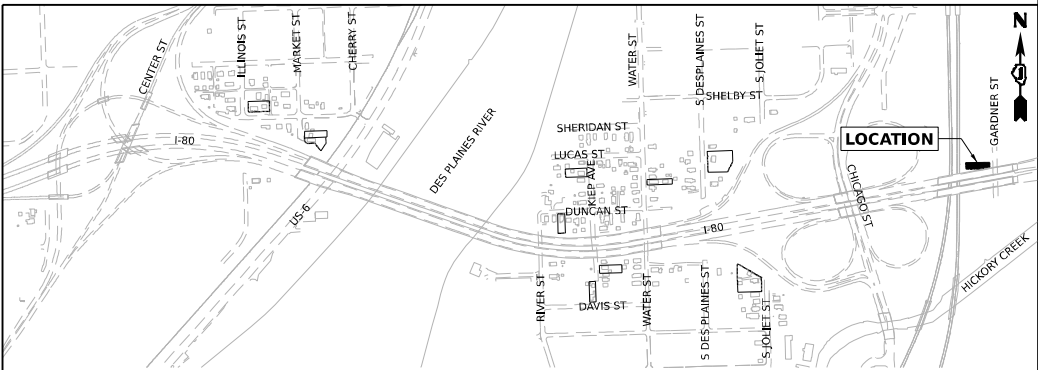 CENTER ST
ILLINOIS ST
MARKET ST
CHERRY ST
I-80
US-6
DES PLAINES RIVER
WATER ST
S DESPLAINES ST
S JOLIET ST
SHELBY ST
SHERIDAN ST
LUCAS ST
KIEP AVE
DUNCAN ST
I-80
RIVER ST
DAVIS ST
WATER ST
S DES PLAINES ST
S JOLIET ST
CHICAGO ST
LOCATION
GARDNER ST
HICKORY CREEK
N